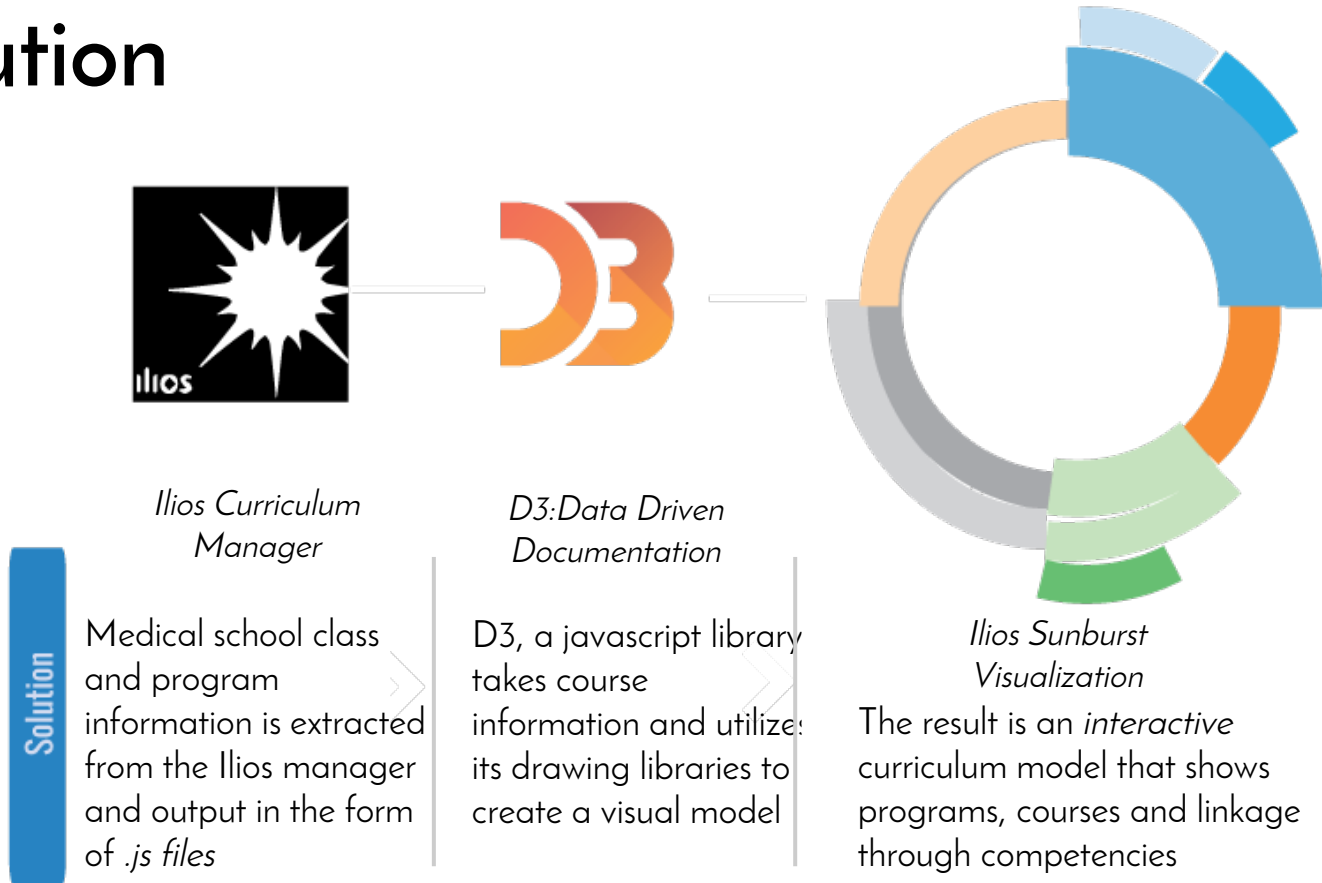 ution
ilios
D3
Ilios Curriculum
Manager
D3:Data Driven
Documentation
Solution
Medical school class
and program
information is extracted
from the Ilios manager
and output in the form
of .js files
D3, a javascript library
takes course
information and utilizes
its drawing libraries to
create a visual model
Ilios Sunburst
Visualization
The result is an interactive
curriculum model that shows
programs, courses and linkage
through competencies